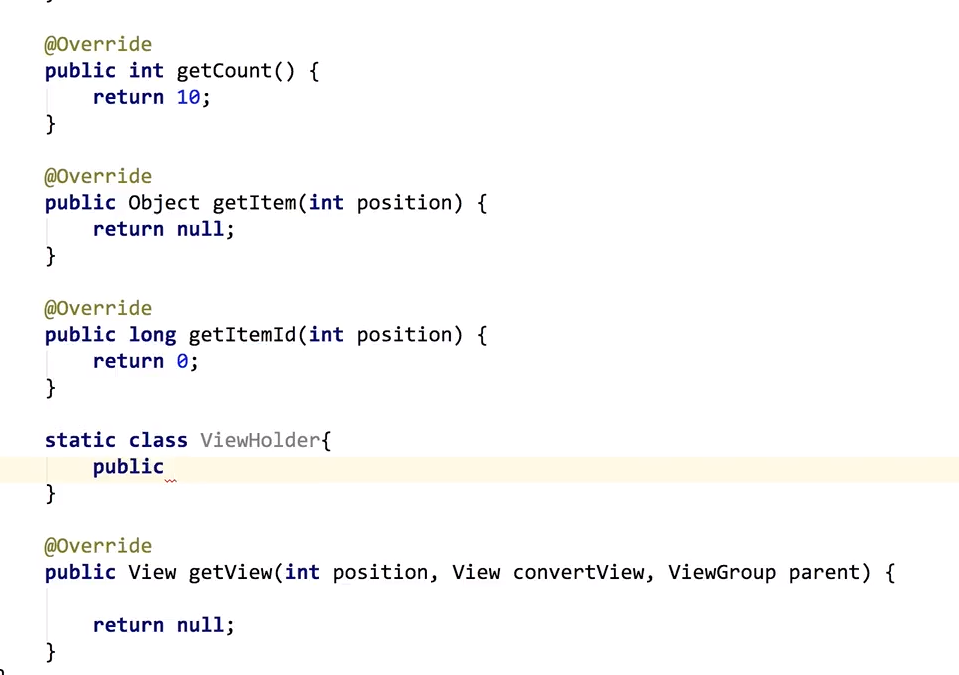 @Override
public int getCount() {
return 10;
}
@Override
public Object getItem(int position) {
return null;
}
@Override
public long getItemId(int position) {
return 0;
}
static class ViewHolder{
public
}
@Override
public View getView(int position, View convertView, ViewGroup parent) {
return null;
}